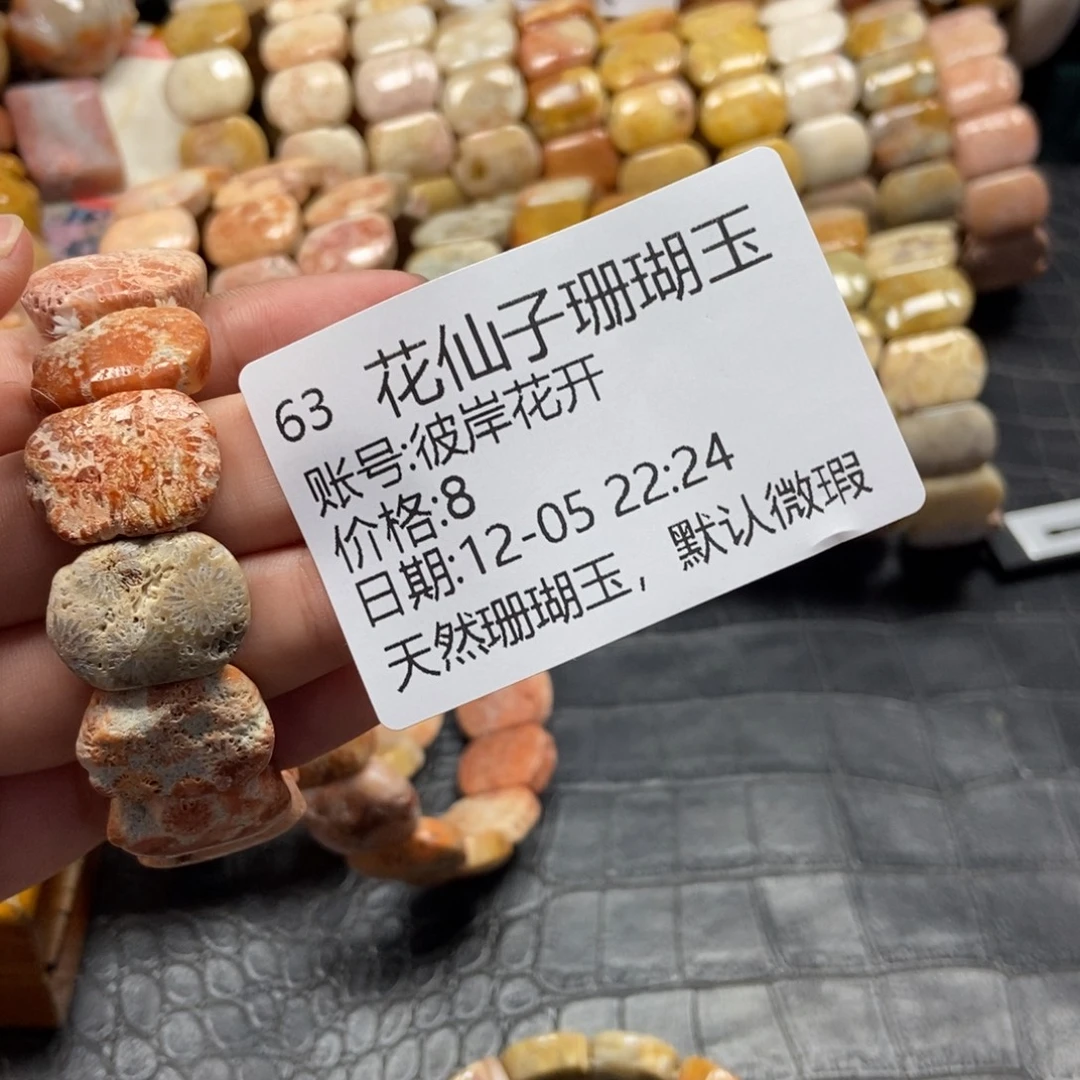 63 花仙子珊瑚玉
账号:彼岸花开
价格:8
日期:12-05 22:24
天然珊瑚玉，默认微瑕